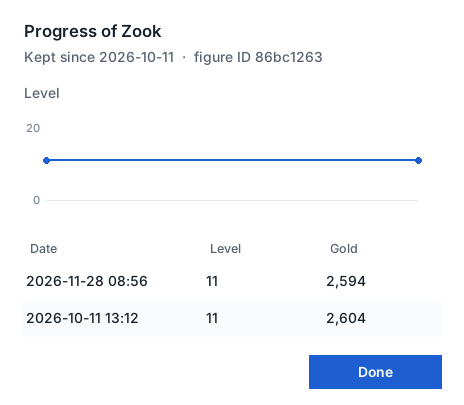 Progress of Zook
Kept since 2026-10-11 · figure ID 86bc1263
Level
20
0
Date Level Gold
2026-11-28 08:56 11 2,594
2026-10-11 13:12 11 2,604
Done